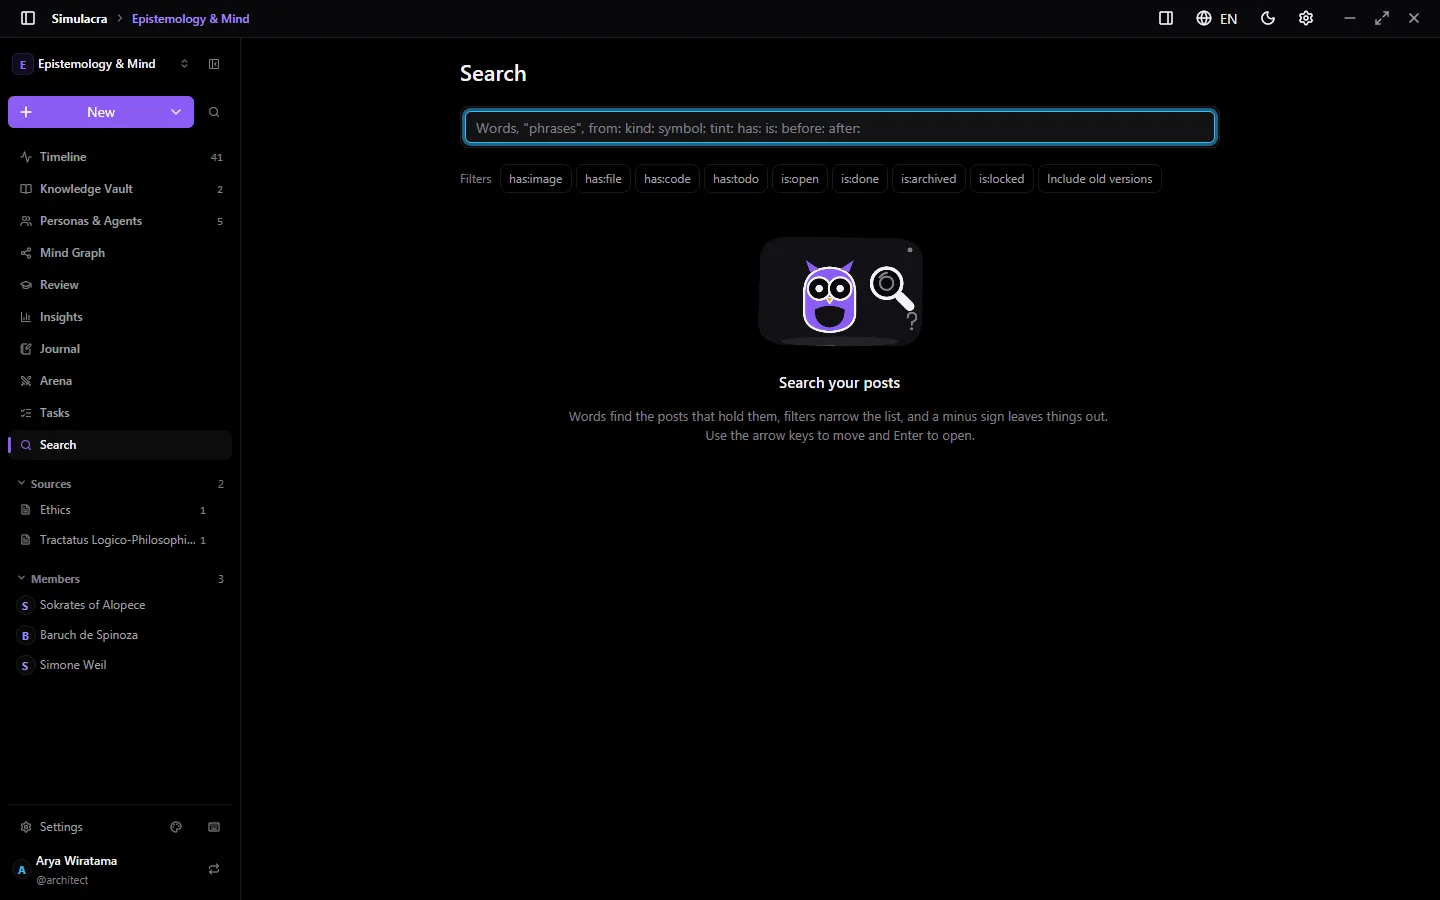 Simulacra > Epistemology & Mind
EN
E Epistemology & Mind
New
Timeline 41
Knowledge Vault 2
Personas & Agents 5
Mind Graph
Review
Insights
Journal
Arena
Tasks
Search
Sources 2
Ethics 1
Tractatus Logico-Philosophi... 1
Members 3
S Sokrates of Alopece
B Baruch de Spinoza
S Simone Weil
Settings
A Arya Wiratama
@architect
Search
Words, "phrases", from: kind: symbol: tint: has: is: before: after:
Filters has:image has:file has:code has:todo is:open is:done is:archived is:locked Include old versions
?
Search your posts
Words find the posts that hold them, filters narrow the list, and a minus sign leaves things out.
Use the arrow keys to move and Enter to open.